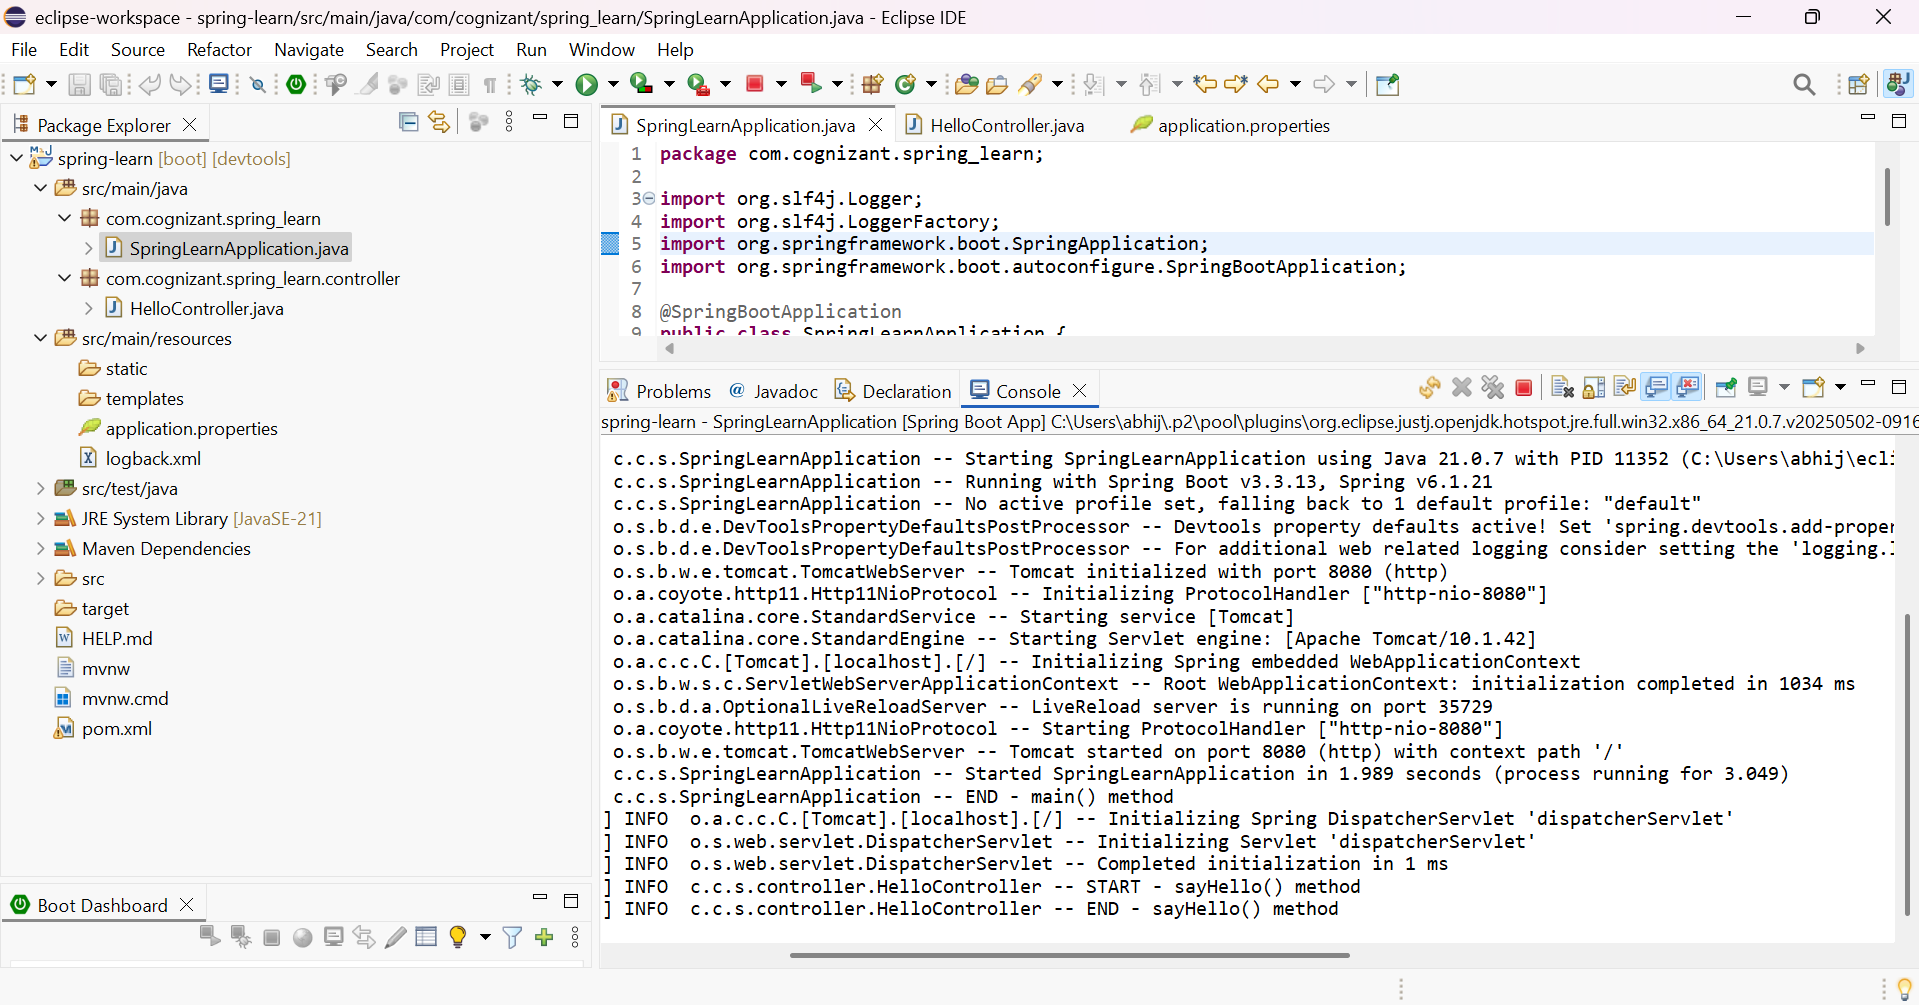 eclipse-workspace - spring-learn/src/main/java/com/cognizant/spring_learn/SpringLearnApplication.java - Eclipse IDE
File Edit Source Refactor Navigate Search Project Run Window Help
Package Explorer
spring-learn [boot] [devtools]
src/main/java
com.cognizant.spring_learn
SpringLearnApplication.java
com.cognizant.spring_learn.controller
HelloController.java
src/main/resources
static
templates
application.properties
logback.xml
src/test/java
JRE System Library [JavaSE-21]
Maven Dependencies
src
target
HELP.md
mvnw
mvnw.cmd
pom.xml
Boot Dashboard
SpringLearnApplication.java HelloController.java application.properties
1 package com.cognizant.spring_learn;
2
3 import org.slf4j.Logger;
4 import org.slf4j.LoggerFactory;
5 import org.springframework.boot.SpringApplication;
6 import org.springframework.boot.autoconfigure.SpringBootApplication;
7
8 @SpringBootApplication
9 public class SpringLearnApplication {
Problems @ Javadoc Declaration Console
spring-learn - SpringLearnApplication [Spring Boot App] C:\Users\abhij\.p2\pool\plugins\org.eclipse.justj.openjdk.hotspot.jre.full.win32.x86_64_21.0.7.v20250502-0916
c.c.s.SpringLearnApplication -- Starting SpringLearnApplication using Java 21.0.7 with PID 11352 (C:\Users\abhij\ecli
c.c.s.SpringLearnApplication -- Running with Spring Boot v3.3.13, Spring v6.1.21
c.c.s.SpringLearnApplication -- No active profile set, falling back to 1 default profile: "default"
o.s.b.d.e.DevToolsPropertyDefaultsPostProcessor -- Devtools property defaults active! Set 'spring.devtools.add-proper
o.s.b.d.e.DevToolsPropertyDefaultsPostProcessor -- For additional web related logging consider setting the 'logging.l
o.s.b.w.e.tomcat.TomcatWebServer -- Tomcat initialized with port 8080 (http)
o.a.coyote.http11.Http11NioProtocol -- Initializing ProtocolHandler ["http-nio-8080"]
o.a.catalina.core.StandardService -- Starting service [Tomcat]
o.a.catalina.core.StandardEngine -- Starting Servlet engine: [Apache Tomcat/10.1.42]
o.a.c.c.C.[Tomcat].[localhost].[/] -- Initializing Spring embedded WebApplicationContext
o.s.b.w.s.c.ServletWebServerApplicationContext -- Root WebApplicationContext: initialization completed in 1034 ms
o.s.b.d.a.OptionalLiveReloadServer -- LiveReload server is running on port 35729
o.a.coyote.http11.Http11NioProtocol -- Starting ProtocolHandler ["http-nio-8080"]
o.s.b.w.e.tomcat.TomcatWebServer -- Tomcat started on port 8080 (http) with context path '/'
c.c.s.SpringLearnApplication -- Started SpringLearnApplication in 1.989 seconds (process running for 3.049)
c.c.s.SpringLearnApplication -- END - main() method
] INFO o.a.c.c.C.[Tomcat].[localhost].[/] -- Initializing Spring DispatcherServlet 'dispatcherServlet'
] INFO o.s.web.servlet.DispatcherServlet -- Initializing Servlet 'dispatcherServlet'
] INFO o.s.web.servlet.DispatcherServlet -- Completed initialization in 1 ms
] INFO c.c.s.controller.HelloController -- START - sayHello() method
] INFO c.c.s.controller.HelloController -- END - sayHello() method